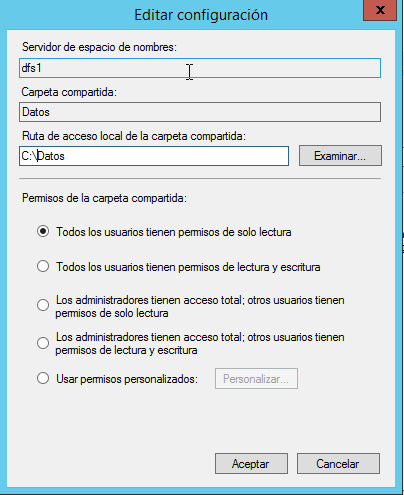 Editar configuración
x
Servidor de espacio de nombres:
dfs1
Carpeta compartida:
Datos
Ruta de acceso local de la carpeta compartida:
C:\Datos
Examinar...
Permisos de la carpeta compartida:
Todos los usuarios tienen permisos de solo lectura
Todos los usuarios tienen permisos de lectura y escritura
Los administradores tienen acceso total; otros usuarios tienen
permisos de solo lectura
Los administradores tienen acceso total; otros usuarios tienen
permisos de lectura y escritura
Usar permisos personalizados:
Personalizar...
Aceptar
Cancelar